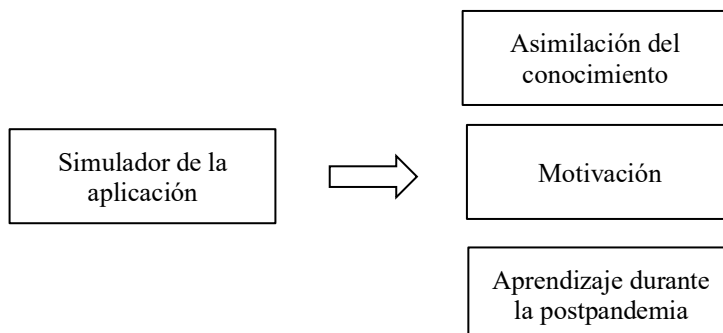 Asimilación del
conocimiento
Simulador de la
aplicación
Motivación
Aprendizaje durante
la postpandemia